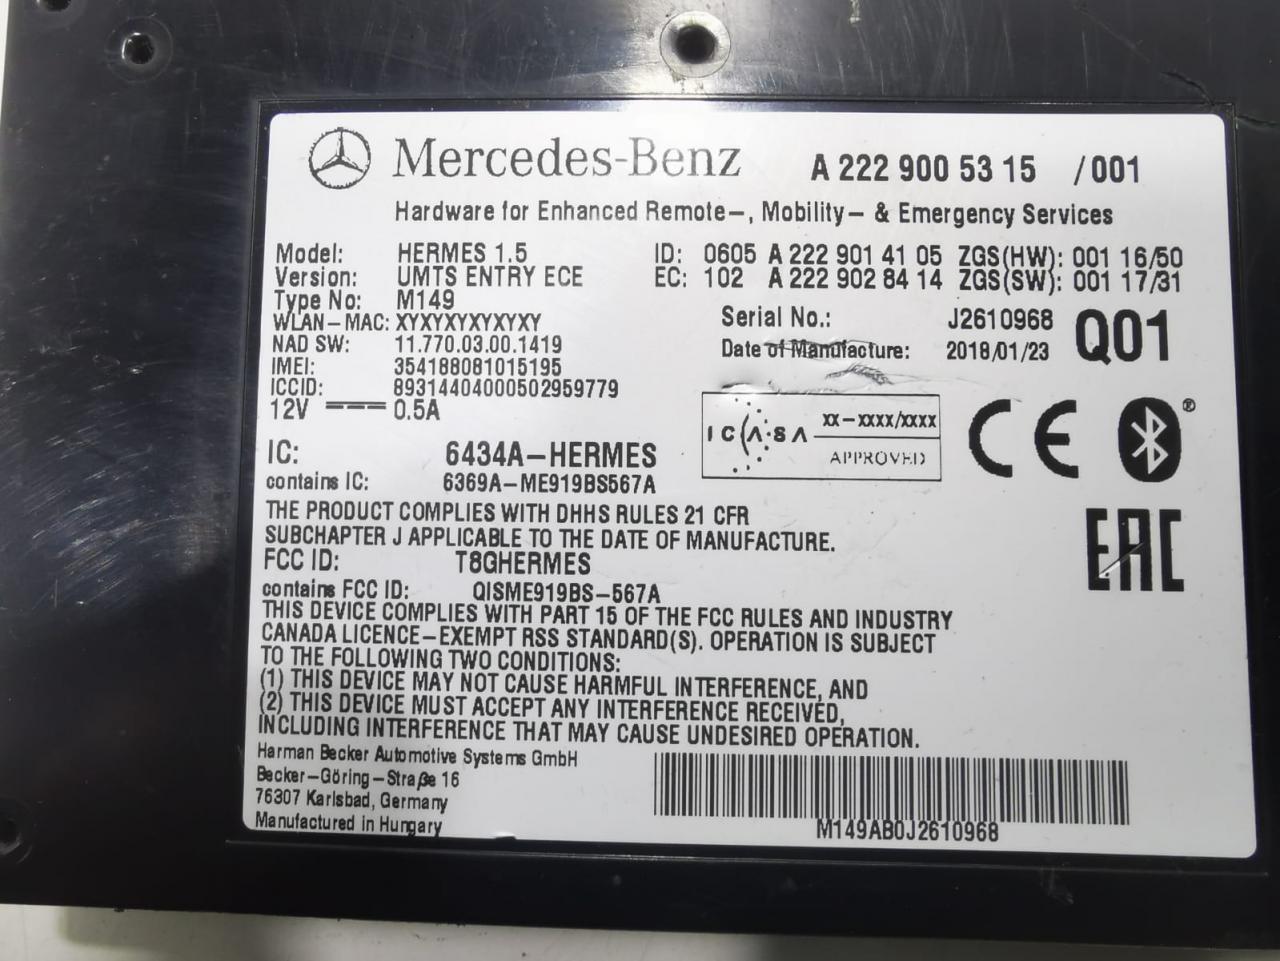 Mercedes-Benz A 222 900 53 15 /001
Hardware for Enhanced Remote-, Mobility- & Emergency Services
Model: HERMES 1.5 ID: 0605 A 222 901 41 05 ZGS(HW): 001 16/50
Version: UMTS ENTRY ECE EC: 102 A 222 902 84 14 ZGS(SW): 001 17/31
Type No: M149
WLAN-MAC: XYXYXYXYXYXY Serial No.: J2610968 Q01
NAD SW: 11.770.03.00.1419 Date of Manufacture: 2018/01/23
IMEI: 354188081015195
ICCID: 89314404000502959779
12V 0.5A
ICASA XX-XXXX/XXXX
APPROVED
CE
EAC
IC: 6434A-HERMES
contains IC: 6369A-ME919BS567A
THE PRODUCT COMPLIES WITH DHHS RULES 21 CFR
SUBCHAPTER J APPLICABLE TO THE DATE OF MANUFACTURE.
FCC ID: T8GHERMES
contains FCC ID: QISME919BS-567A
THIS DEVICE COMPLIES WITH PART 15 OF THE FCC RULES AND INDUSTRY
CANADA LICENCE-EXEMPT RSS STANDARD(S). OPERATION IS SUBJECT
TO THE FOLLOWING TWO CONDITIONS:
(1) THIS DEVICE MAY NOT CAUSE HARMFUL INTERFERENCE, AND
(2) THIS DEVICE MUST ACCEPT ANY INTERFERENCE RECEIVED,
INCLUDING INTERFERENCE THAT MAY CAUSE UNDESIRED OPERATION.
Harman Becker Automotive Systems GmbH
Becker-Göring-Straße 16
76307 Karlsbad, Germany
Manufactured in Hungary
M149AB0J2610968